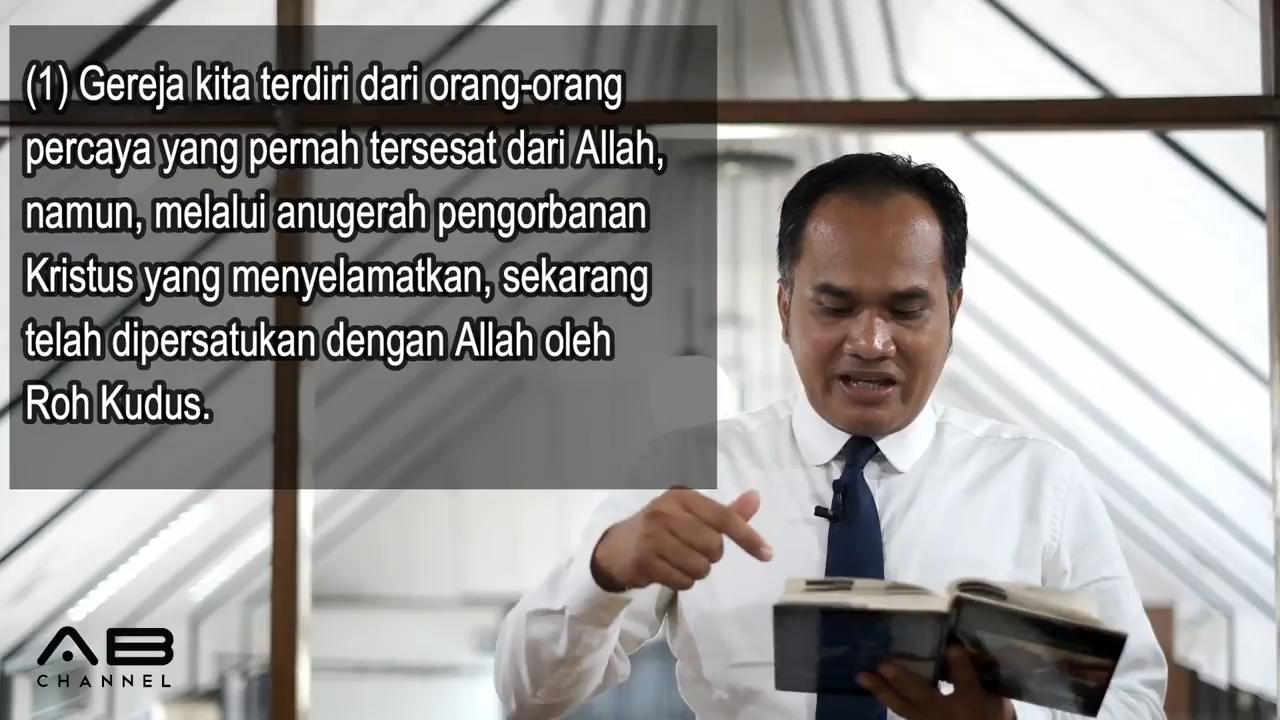 (1) Gereja kita terdiri dari orang-orang
percaya yang pernah tersesat dari Allah,
namun, melalui anugerah pengorbanan
Kristus yang menyelamatkan, sekarang
telah dipersatukan dengan Allah oleh
Roh Kudus.
AB
CHANNEL